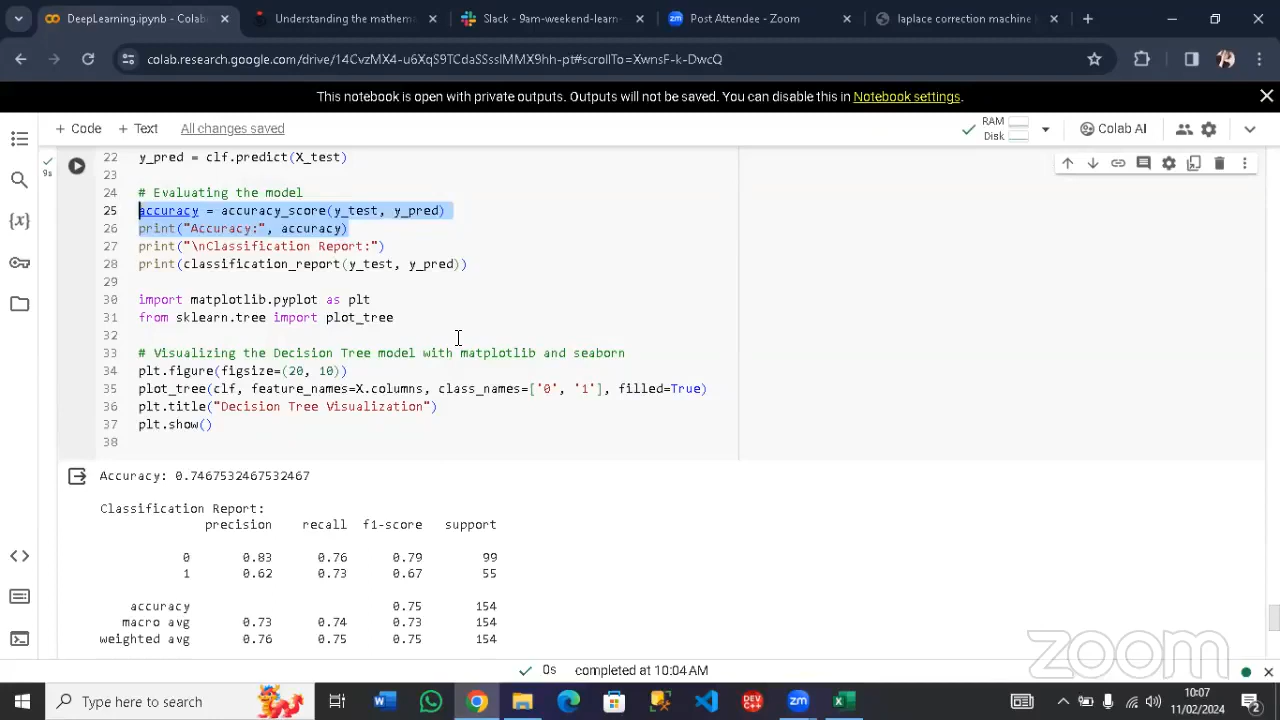 DeepLearning.ipynb - Colab
Understanding the mathema
Slack - 9am-weekend-learn-
Post Attendee - Zoom
laplace correction machine l
colab.research.google.com/drive/14CvzMX4-u6XqS9TCdaSSssIMMX9hh-pt#scrollTo=XwnsF-k-DwcQ
This notebook is open with private outputs. Outputs will not be saved. You can disable this in Notebook settings.
+ Code + Text All changes saved
RAM
Disk
Colab AI
9s
22 y_pred = clf.predict(X_test)
23
24 # Evaluating the model
25 accuracy = accuracy_score(y_test, y_pred)
26 print("Accuracy:", accuracy)
27 print("\nClassification Report:")
28 print(classification_report(y_test, y_pred))
29
30 import matplotlib.pyplot as plt
31 from sklearn.tree import plot_tree
32
33 # Visualizing the Decision Tree model with matplotlib and seaborn
34 plt.figure(figsize=(20, 10))
35 plot_tree(clf, feature_names=X.columns, class_names=['0', '1'], filled=True)
36 plt.title("Decision Tree Visualization")
37 plt.show()
38
Accuracy: 0.7467532467532467
Classification Report:
precision recall f1-score support
0 0.83 0.76 0.79 99
1 0.62 0.73 0.67 55
accuracy 0.75 154
macro avg 0.73 0.74 0.73 154
weighted avg 0.76 0.75 0.75 154
zoom
0s completed at 10:04 AM
Type here to search
10:07
11/02/2024
2